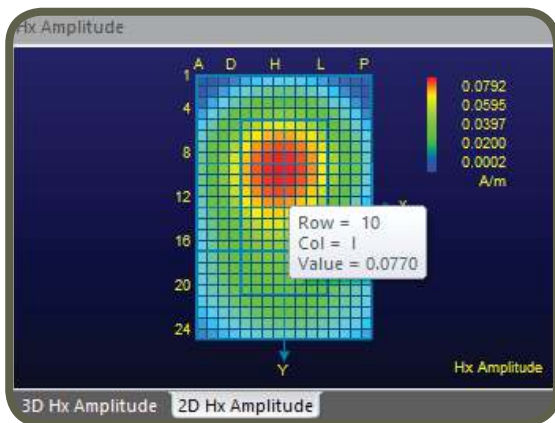 Hx Amplitude
A D H L P
1
4
8
12
16
20
24
0.0792
0.0595
0.0397
0.0200
0.0002
A/m
X
Row = 10
Col = I
Value = 0.0770
Y
Hx Amplitude
3D Hx Amplitude 2D Hx Amplitude